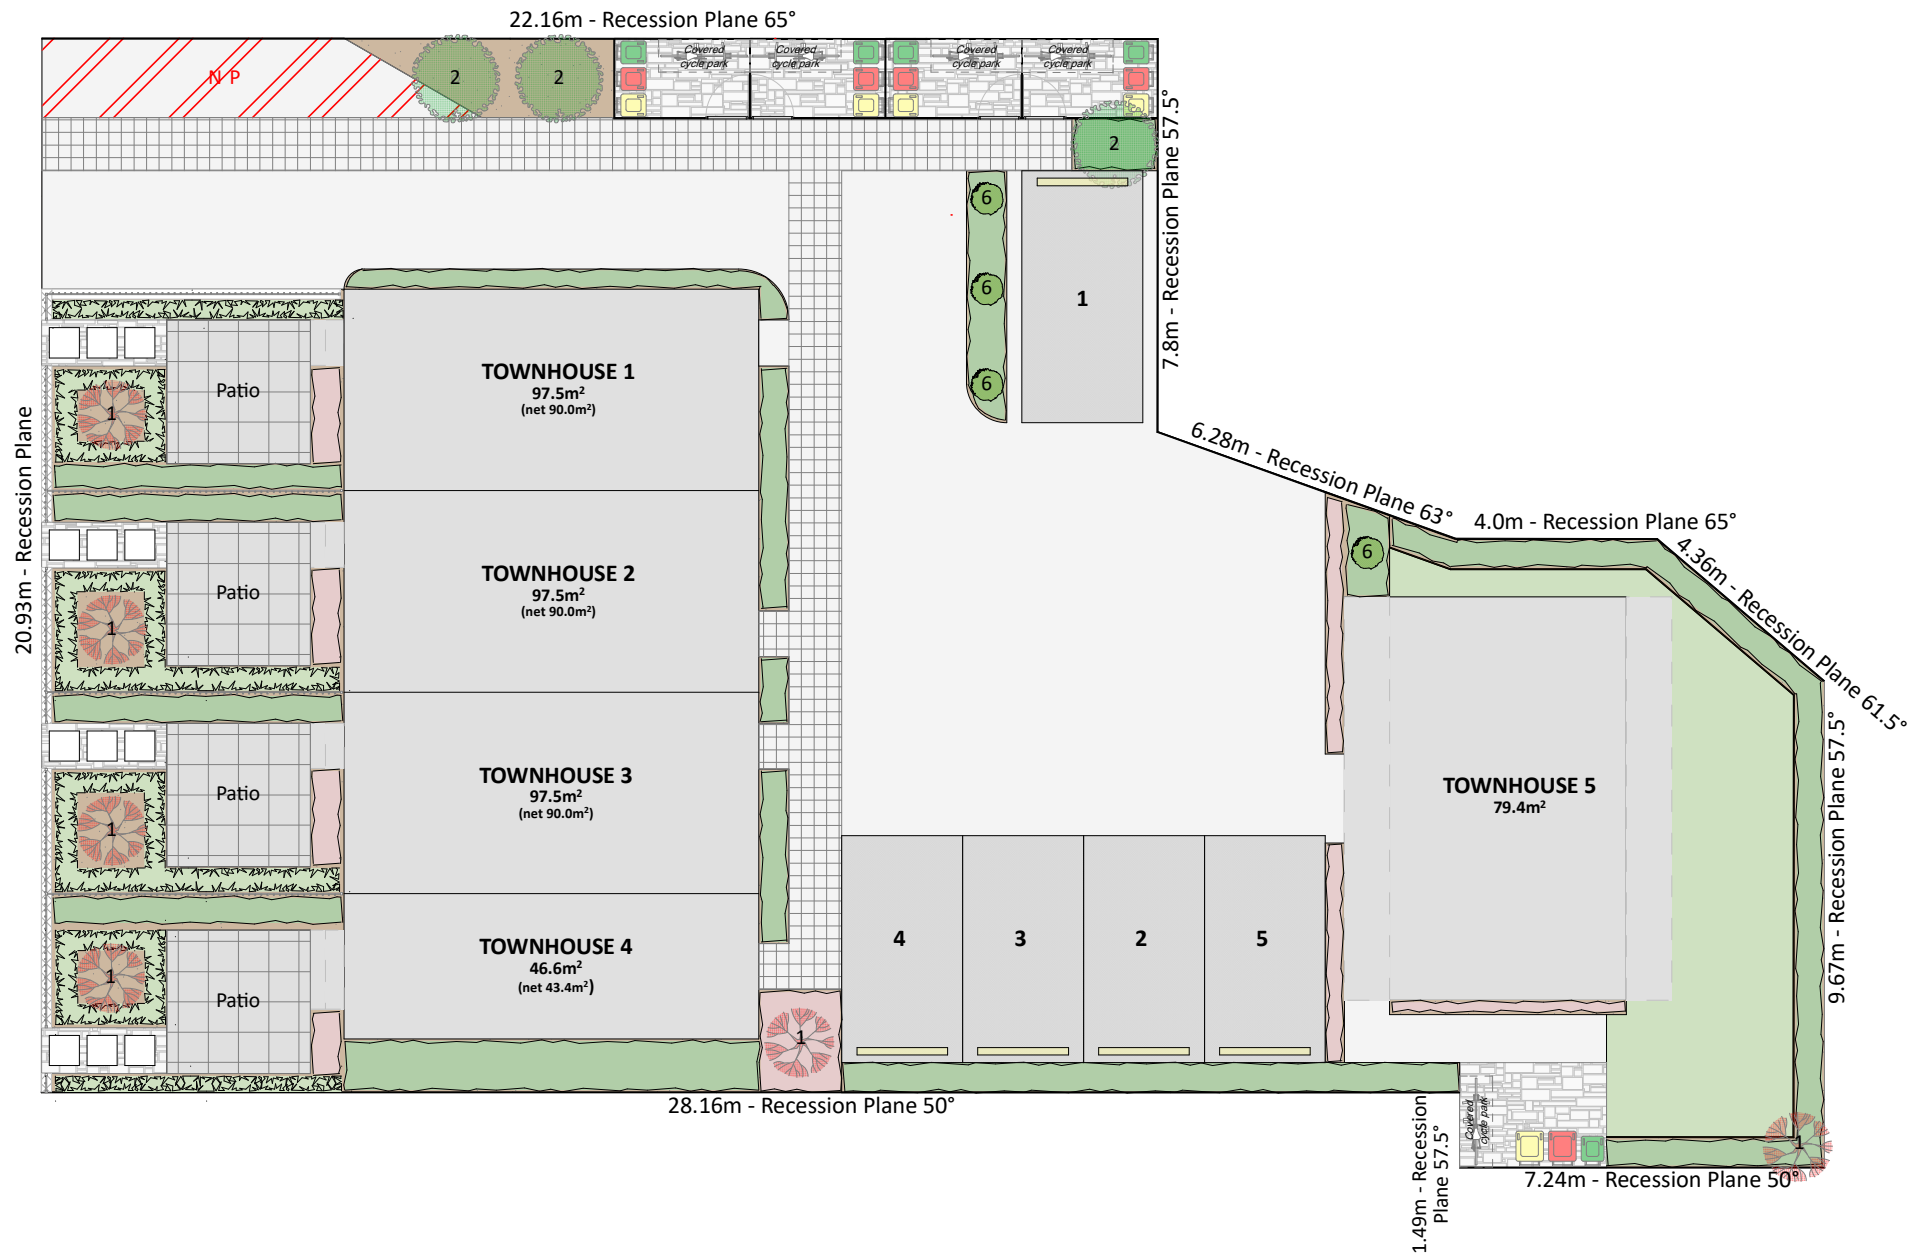 22.16m - Recession Plane 65°
N P
2
2
Covered
cycle park
Covered
cycle park
Covered
cycle park
Covered
cycle park
2
7.8m - Recession Plane 57.5°
6
6
6
1
TOWNHOUSE 1
97.5m²
(net 90.0m²)
Patio
1
20.93m - Recession Plane
6.28m - Recession Plane 63°
4.0m - Recession Plane 65°
4.36m - Recession Plane 61.5°
6
TOWNHOUSE 2
97.5m²
(net 90.0m²)
Patio
1
TOWNHOUSE 3
97.5m²
(net 90.0m²)
Patio
1
TOWNHOUSE 5
79.4m²
9.67m - Recession Plane 57.5°
TOWNHOUSE 4
46.6m²
(net 43.4m²)
Patio
1
4
3
2
5
1
28.16m - Recession Plane 50°
1.49m - Recession
Plane 57.5°
Covered
cycle park
1
7.24m - Recession Plane 50°